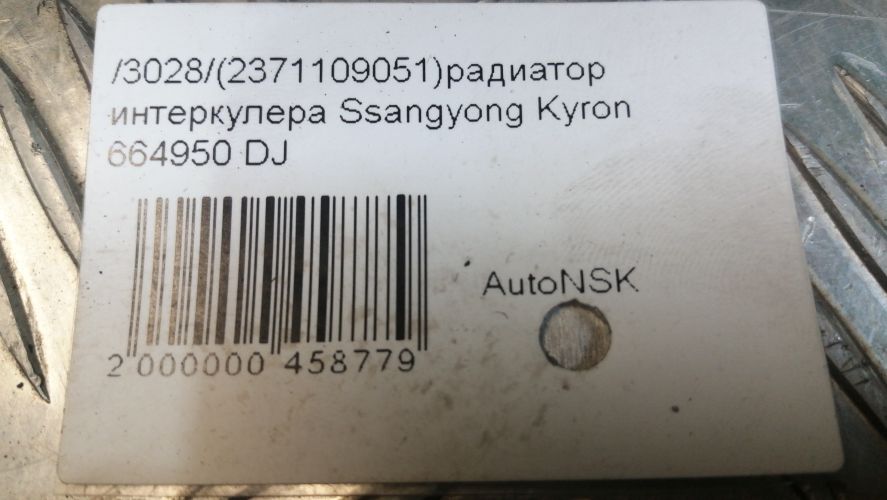 /3028/(2371109051)радиатор
интеркулера Ssangyong Kyron
664950 DJ
AutoNSK
2 000000 458779